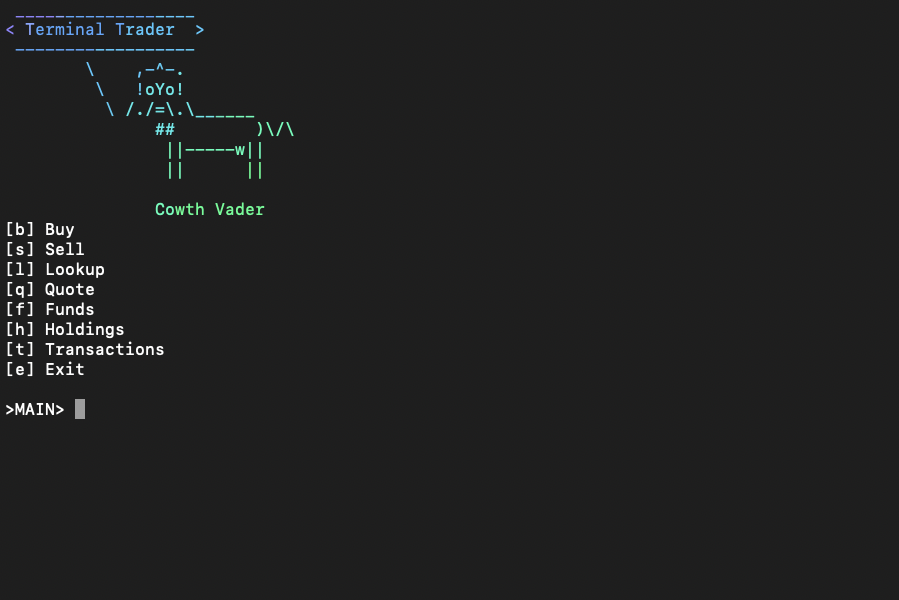 __________________
< Terminal Trader  >
 ------------------
        \    ,-^-.
         \   !oYo!
          \ /./=\.\______
               ##        )\/\
                ||-----w||
                ||      ||

               Cowth Vader
[b] Buy
[s] Sell
[l] Lookup
[q] Quote
[f] Funds
[h] Holdings
[t] Transactions
[e] Exit

>MAIN>